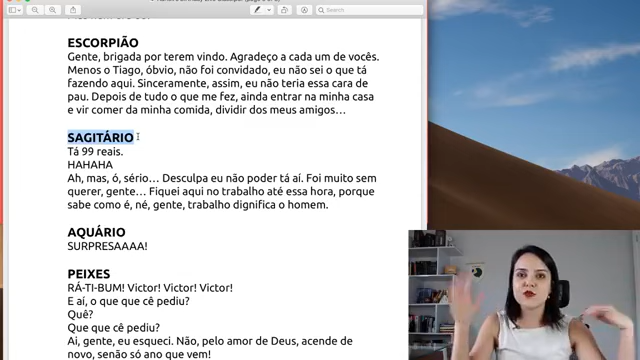 Search
ESCORPIÃO
Gente, brigada por terem vindo. Agradeço a cada um de vocês.
Menos o Tiago, óbvio, não foi convidado, eu não sei o que tá
fazendo aqui. Sinceramente, assim, eu não teria essa cara de
pau. Depois de tudo o que me fez, ainda entrar na minha casa
e vir comer da minha comida, dividir dos meus amigos...
SAGITÁRIO
Tá 99 reais.
HAHAHA
Ah, mas, ó, sério... Desculpa eu não poder tá aí. Foi muito sem
querer, gente... Fiquei aqui no trabalho até essa hora, porque
sabe como é, né, gente, trabalho dignifica o homem.
AQUÁRIO
SURPRESAAAA!
PEIXES
RÁ-TI-BUM! Victor! Victor! Victor!
E aí, o que que cê pediu?
Quê?
Que que cê pediu?
Ai, gente, eu esqueci. Não, pelo amor de Deus, acende de
novo, senão só ano que vem!